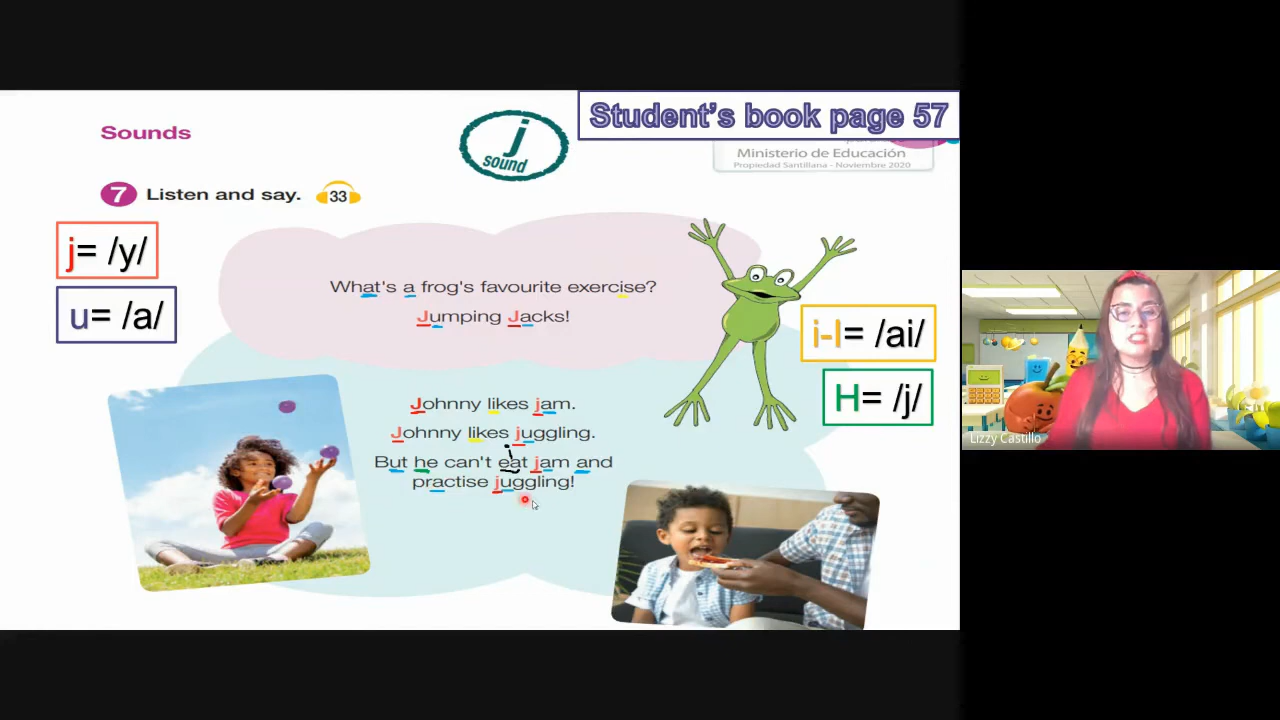 Student's book page 57
Sounds
j
sound
Ministerio de Educación
Propiedad Santillana - Noviembre 2020
7 Listen and say. 33
j= /y/
u= /a/
What's a frog's favourite exercise?
Jumping Jacks!
i-I= /ai/
H= /j/
Johnny likes jam.
Johnny likes juggling.
i
But he can't eat jam and
practise juggling!
Lizzy Castillo